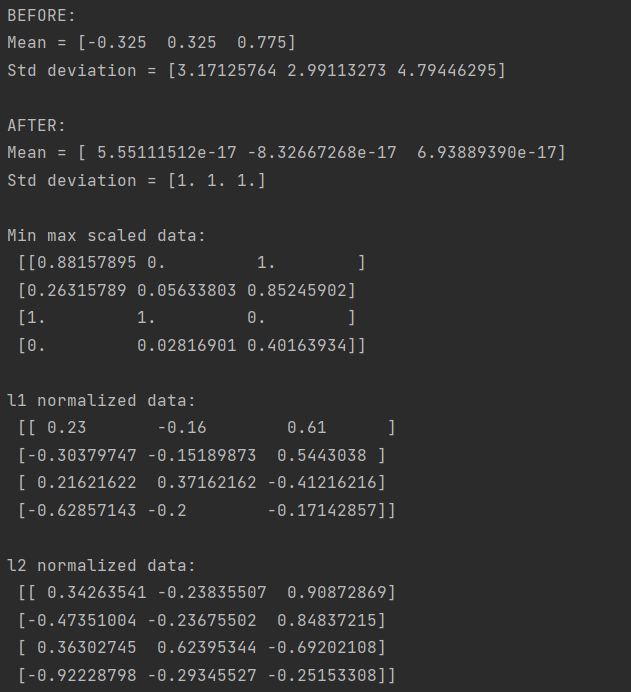 BEFORE:
Mean = [-0.325  0.325  0.775]
Std deviation = [3.17125764 2.99113273 4.79446295]

AFTER:
Mean = [ 5.55111512e-17 -8.32667268e-17  6.93889390e-17]
Std deviation = [1. 1. 1.]

Min max scaled data:
 [[0.88157895 0.         1.        ]
 [0.26315789 0.05633803 0.85245902]
 [1.         1.         0.        ]
 [0.         0.02816901 0.40163934]]

l1 normalized data:
 [[ 0.23       -0.16        0.61      ]
 [-0.30379747 -0.15189873  0.5443038 ]
 [ 0.21621622  0.37162162 -0.41216216]
 [-0.62857143 -0.2        -0.17142857]]

l2 normalized data:
 [[ 0.34263541 -0.23835507  0.90872869]
 [-0.47351004 -0.23675502  0.84837215]
 [ 0.36302745  0.62395344 -0.69202108]
 [-0.92228798 -0.29345527 -0.25153308]]